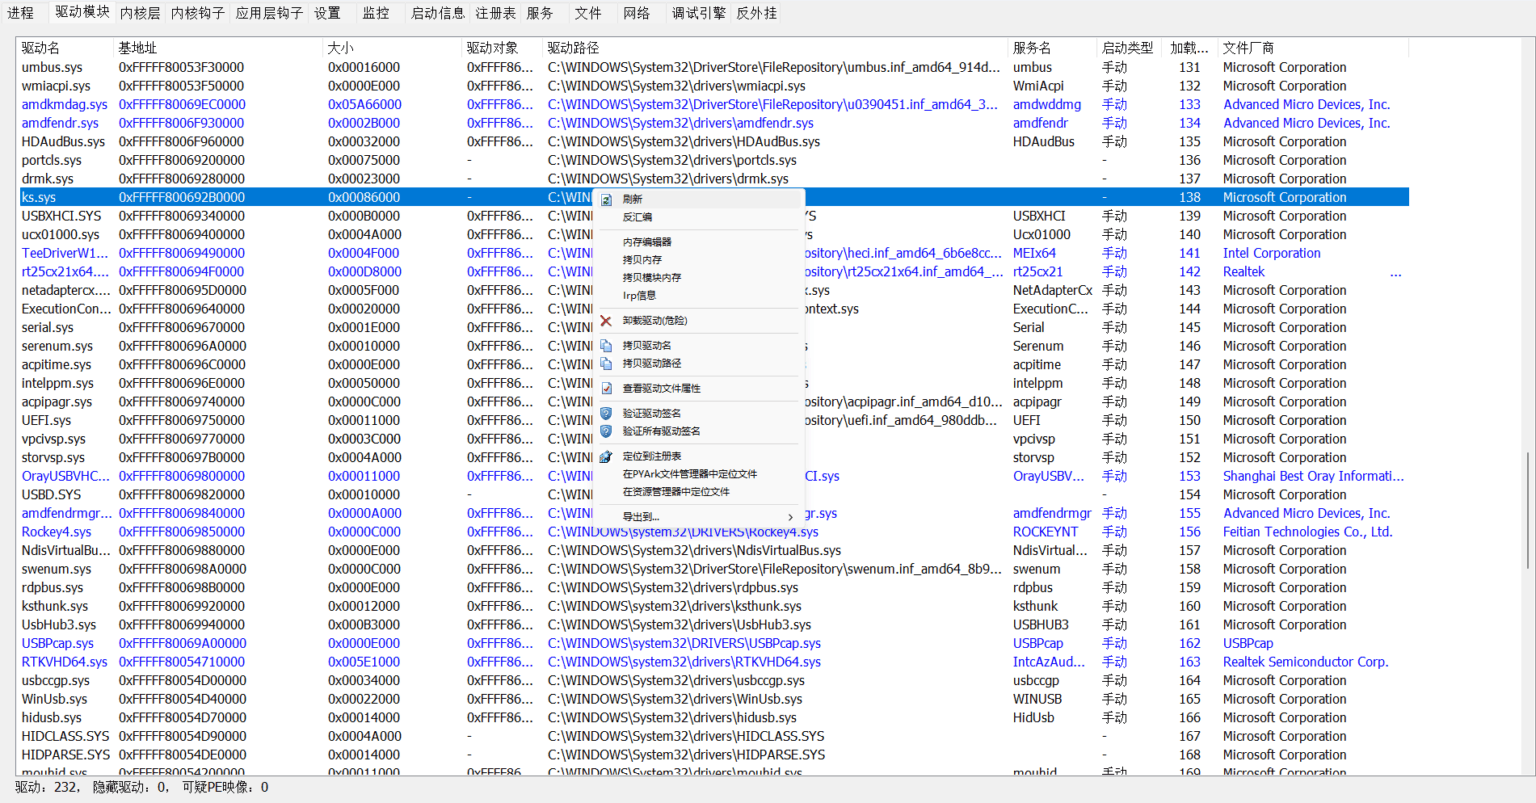 进程 驱动模块 内核层 内核钩子 应用层钩子 设置 监控 启动信息 注册表 服务 文件 网络 调试引擎 反外挂
驱动名 基地址 大小 驱动对象 驱动路径 服务名 启动类型 加载... 文件厂商
umbus.sys 0xFFFFF80053F30000 0x00016000 0xFFFF86... C:\WINDOWS\System32\DriverStore\FileRepository\umbus.inf_amd64_914d... umbus 手动 131 Microsoft Corporation
wmiacpi.sys 0xFFFFF80053F50000 0x0000E000 0xFFFF86... C:\WINDOWS\System32\drivers\wmiacpi.sys WmiAcpi 手动 132 Microsoft Corporation
amdkmdag.sys 0xFFFFF80069EC0000 0x05A66000 0xFFFF86... C:\WINDOWS\System32\DriverStore\FileRepository\u0390451.inf_amd64_3... amdwddmg 手动 133 Advanced Micro Devices, Inc.
amdfendr.sys 0xFFFFF8006F930000 0x0002B000 0xFFFF86... C:\WINDOWS\System32\drivers\amdfendr.sys amdfendr 手动 134 Advanced Micro Devices, Inc.
HDAudBus.sys 0xFFFFF8006F960000 0x00032000 0xFFFF86... C:\WINDOWS\System32\drivers\HDAudBus.sys HDAudBus 手动 135 Microsoft Corporation
portcls.sys 0xFFFFF80069200000 0x00075000 - C:\WINDOWS\System32\drivers\portcls.sys - 136 Microsoft Corporation
drmk.sys 0xFFFFF80069280000 0x00023000 - C:\WINDOWS\System32\drivers\drmk.sys - 137 Microsoft Corporation
ks.sys 0xFFFFF800692B0000 0x00086000 - C:\WIN 刷新 - 138 Microsoft Corporation
USBXHCI.SYS 0xFFFFF80069340000 0x000B0000 0xFFFF86... C:\WIN 反汇编 YS USBXHCI 手动 139 Microsoft Corporation
ucx01000.sys 0xFFFFF80069400000 0x0004A000 0xFFFF86... C:\WIN 内存编辑器 /s Ucx01000 手动 140 Microsoft Corporation
TeeDriverW1... 0xFFFFF80069490000 0x0004F000 0xFFFF86... C:\WIN 拷贝内存 ository\heci.inf_amd64_6b6e8cc... MEIx64 手动 141 Intel Corporation
rt25cx21x64.... 0xFFFFF800694F0000 0x000D8000 0xFFFF86... C:\WIN 拷贝模块内存 ository\rt25cx21x64.inf_amd64_... rt25cx21 手动 142 Realtek ...
netadaptercx.... 0xFFFFF800695D0000 0x0005F000 0xFFFF86... C:\WIN Irp信息 x.sys NetAdapterCx 手动 143 Microsoft Corporation
ExecutionCon... 0xFFFFF80069640000 0x00020000 0xFFFF86... C:\WIN ontext.sys ExecutionC... 手动 144 Microsoft Corporation
serial.sys 0xFFFFF80069670000 0x0001E000 0xFFFF86... C:\WIN 卸载驱动(危险) Serial 手动 145 Microsoft Corporation
serenum.sys 0xFFFFF800696A0000 0x00010000 0xFFFF86... C:\WIN 拷贝驱动名 s Serenum 手动 146 Microsoft Corporation
acpitime.sys 0xFFFFF800696C0000 0x0000E000 0xFFFF86... C:\WIN 拷贝驱动路径 acpitime 手动 147 Microsoft Corporation
intelppm.sys 0xFFFFF800696E0000 0x00050000 0xFFFF86... C:\WIN 查看驱动文件属性 s intelppm 手动 148 Microsoft Corporation
acpipagr.sys 0xFFFFF80069740000 0x0000C000 0xFFFF86... C:\WIN ository\acpipagr.inf_amd64_d10... acpipagr 手动 149 Microsoft Corporation
UEFI.sys 0xFFFFF80069750000 0x00011000 0xFFFF86... C:\WIN 验证驱动签名 ository\uefi.inf_amd64_980ddb... UEFI 手动 150 Microsoft Corporation
vpcivsp.sys 0xFFFFF80069770000 0x0003C000 0xFFFF86... C:\WIN 验证所有驱动签名 vpcivsp 手动 151 Microsoft Corporation
storvsp.sys 0xFFFFF800697B0000 0x0004A000 0xFFFF86... C:\WIN 定位到注册表 storvsp 手动 152 Microsoft Corporation
OrayUSBVHC... 0xFFFFF80069800000 0x00011000 0xFFFF86... C:\WIN 在PYArk文件管理器中定位文件 CI.sys OrayUSBV... 手动 153 Shanghai Best Oray Informati...
USBD.SYS 0xFFFFF80069820000 0x00010000 - C:\WIN 在资源管理器中定位文件 - 154 Microsoft Corporation
amdfendrmgr... 0xFFFFF80069840000 0x0000A000 0xFFFF86... C:\WIN 导出到... gr.sys amdfendrmgr 手动 155 Advanced Micro Devices, Inc.
Rockey4.sys 0xFFFFF80069850000 0x0000C000 0xFFFF86... C:\WINDOWS\system32\DRIVERS\Rockey4.sys ROCKEYNT 手动 156 Feitian Technologies Co., Ltd.
NdisVirtualBu... 0xFFFFF80069880000 0x0000E000 0xFFFF86... C:\WINDOWS\System32\drivers\NdisVirtualBus.sys NdisVirtual... 手动 157 Microsoft Corporation
swenum.sys 0xFFFFF800698A0000 0x0000C000 0xFFFF86... C:\WINDOWS\System32\DriverStore\FileRepository\swenum.inf_amd64_8b9... swenum 手动 158 Microsoft Corporation
rdpbus.sys 0xFFFFF800698B0000 0x0000E000 0xFFFF86... C:\WINDOWS\System32\drivers\rdpbus.sys rdpbus 手动 159 Microsoft Corporation
ksthunk.sys 0xFFFFF80069920000 0x00012000 0xFFFF86... C:\WINDOWS\system32\drivers\ksthunk.sys ksthunk 手动 160 Microsoft Corporation
UsbHub3.sys 0xFFFFF80069940000 0x000B3000 0xFFFF86... C:\WINDOWS\System32\drivers\UsbHub3.sys USBHUB3 手动 161 Microsoft Corporation
USBPcap.sys 0xFFFFF80069A00000 0x0000E000 0xFFFF86... C:\WINDOWS\system32\DRIVERS\USBPcap.sys USBPcap 手动 162 USBPcap
RTKVHD64.sys 0xFFFFF80054710000 0x005E1000 0xFFFF86... C:\WINDOWS\system32\drivers\RTKVHD64.sys IntcAzAud... 手动 163 Realtek Semiconductor Corp.
usbccgp.sys 0xFFFFF80054D00000 0x00034000 0xFFFF86... C:\WINDOWS\System32\drivers\usbccgp.sys usbccgp 手动 164 Microsoft Corporation
WinUsb.sys 0xFFFFF80054D40000 0x00022000 0xFFFF86... C:\WINDOWS\System32\drivers\WinUsb.sys WINUSB 手动 165 Microsoft Corporation
hidusb.sys 0xFFFFF80054D70000 0x00014000 0xFFFF86... C:\WINDOWS\System32\drivers\hidusb.sys HidUsb 手动 166 Microsoft Corporation
HIDCLASS.SYS 0xFFFFF80054D90000 0x0004A000 - C:\WINDOWS\System32\drivers\HIDCLASS.SYS - 167 Microsoft Corporation
HIDPARSE.SYS 0xFFFFF80054DE0000 0x00014000 - C:\WINDOWS\System32\drivers\HIDPARSE.SYS - 168 Microsoft Corporation
mouhid.sys 0xFFFFF80054200000 0x00011000 0xFFFF86... C:\WINDOWS\System32\drivers\mouhid.sys mouhid 手动 169 Microsoft Corporation
驱动：232， 隐藏驱动：0， 可疑PE映像：0